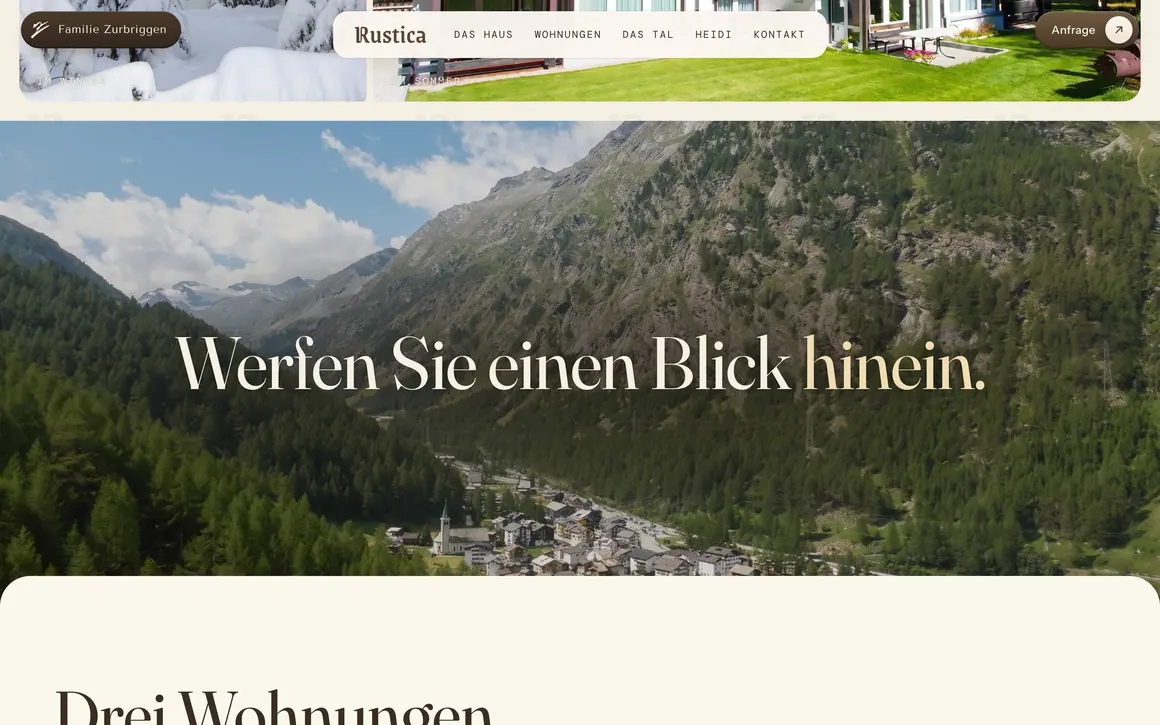 Familie Zurbriggen
Rustica
DAS HAUS
WOHNUNGEN
DAS TAL
HEIDI
KONTAKT
Anfrage
SOMMER
Werfen Sie einen Blick hinein.
Drei Wohnungen